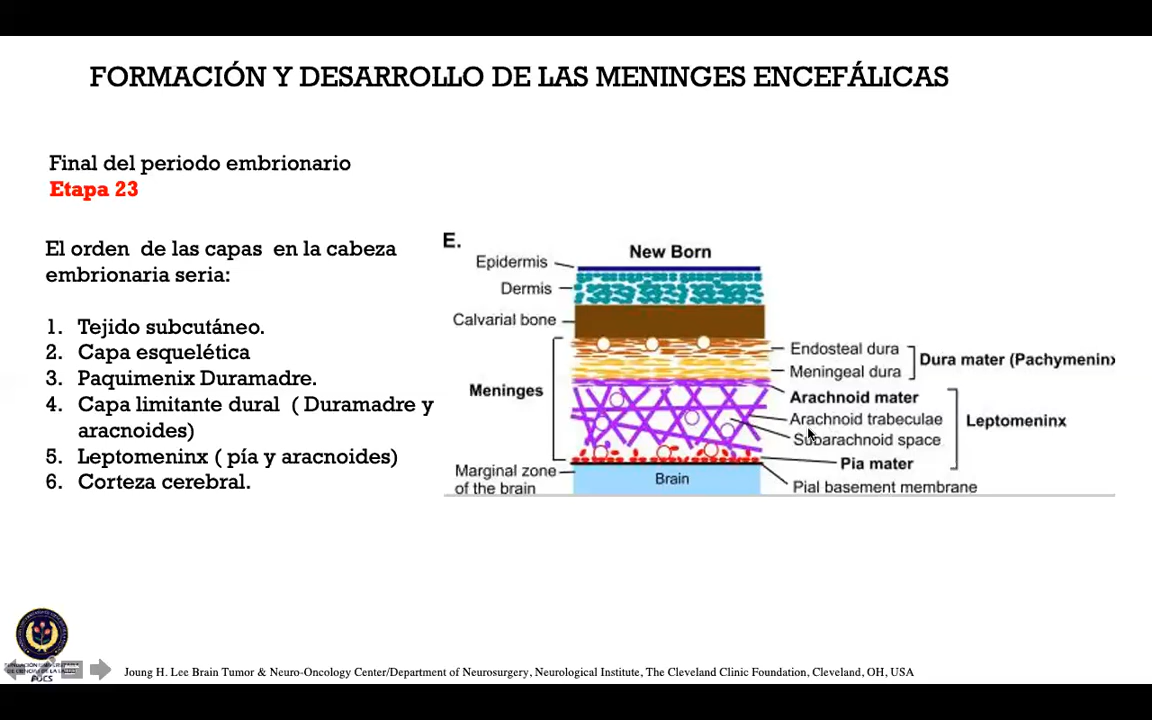 FORMACIÓN Y DESARROLLO DE LAS MENINGES ENCEFÁLICAS
Final del periodo embrionario
Etapa 23
El orden de las capas en la cabeza
embrionaria seria:
1. Tejido subcutáneo.
2. Capa esquelética
3. Paquimenix Duramadre.
4. Capa limitante dural ( Duramadre y
aracnoides)
5. Leptomeninx ( pía y aracnoides)
6. Corteza cerebral.
E.
New Born
Epidermis
Dermis
Calvarial bone
Meninges
Marginal zone
of the brain
Brain
Endosteal dura
Meningeal dura
Dura mater (Pachymeninx
Arachnoid mater
Arachnoid trabeculae
Subarachnoid space
Leptomeninx
Pia mater
Pial basement membrane
FUCS
Joung H. Lee Brain Tumor & Neuro-Oncology Center/Department of Neurosurgery, Neurological Institute, The Cleveland Clinic Foundation, Cleveland, OH, USA